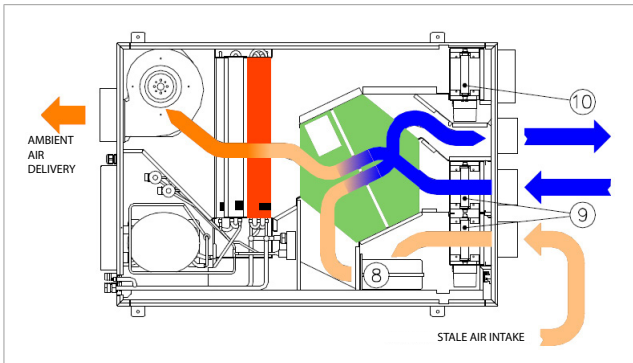 10
AMBIENT
AIR
DELIVERY
9
8
STALE AIR INTAKE